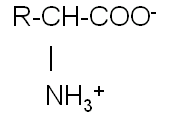 R-CH-COO⁻
|
NH₃⁺